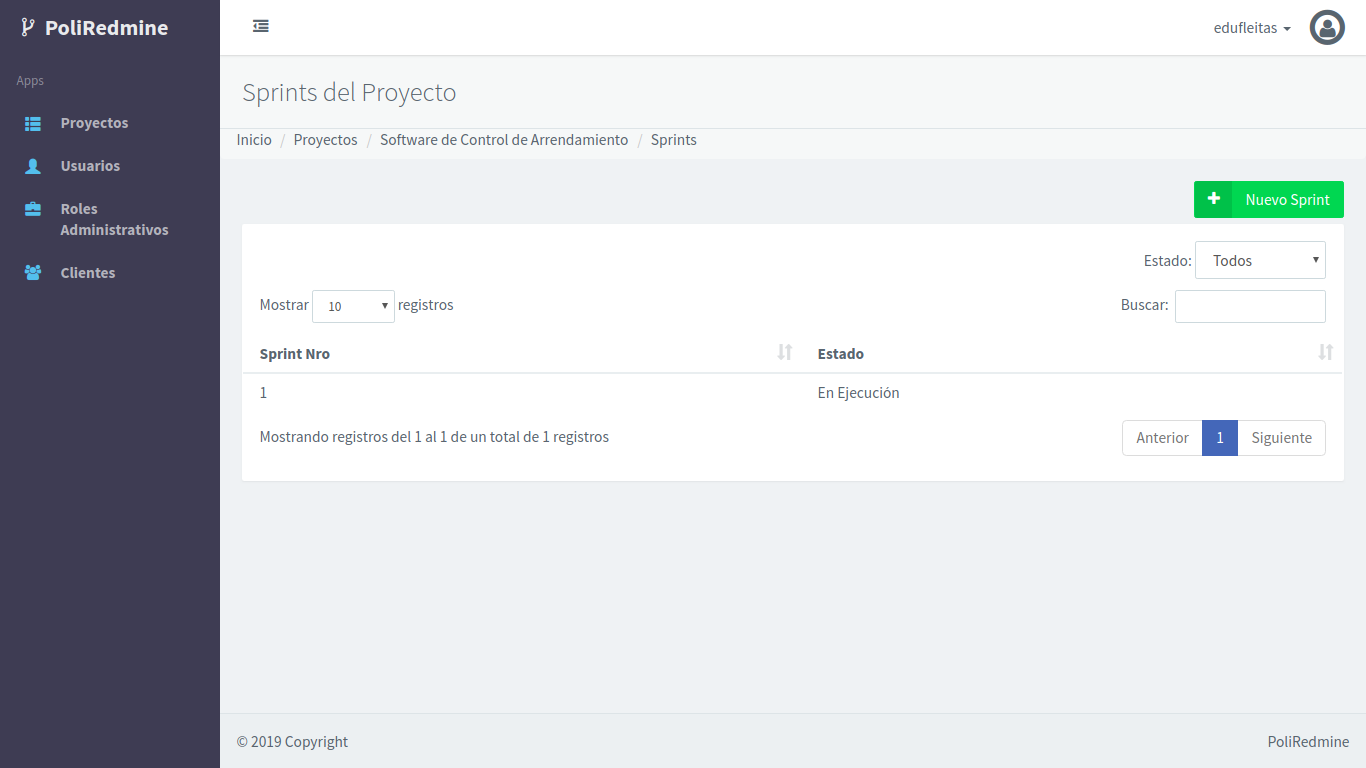 PoliRedmine
edufleitas
Apps
Proyectos
Usuarios
Roles
Administrativos
Clientes
Sprints del Proyecto
Inicio / Proyectos / Software de Control de Arrendamiento / Sprints
Nuevo Sprint
Estado: Todos
Mostrar 10 registros
Buscar:
Sprint Nro Estado
1 En Ejecución
Mostrando registros del 1 al 1 de un total de 1 registros
Anterior 1 Siguiente
© 2019 Copyright
PoliRedmine